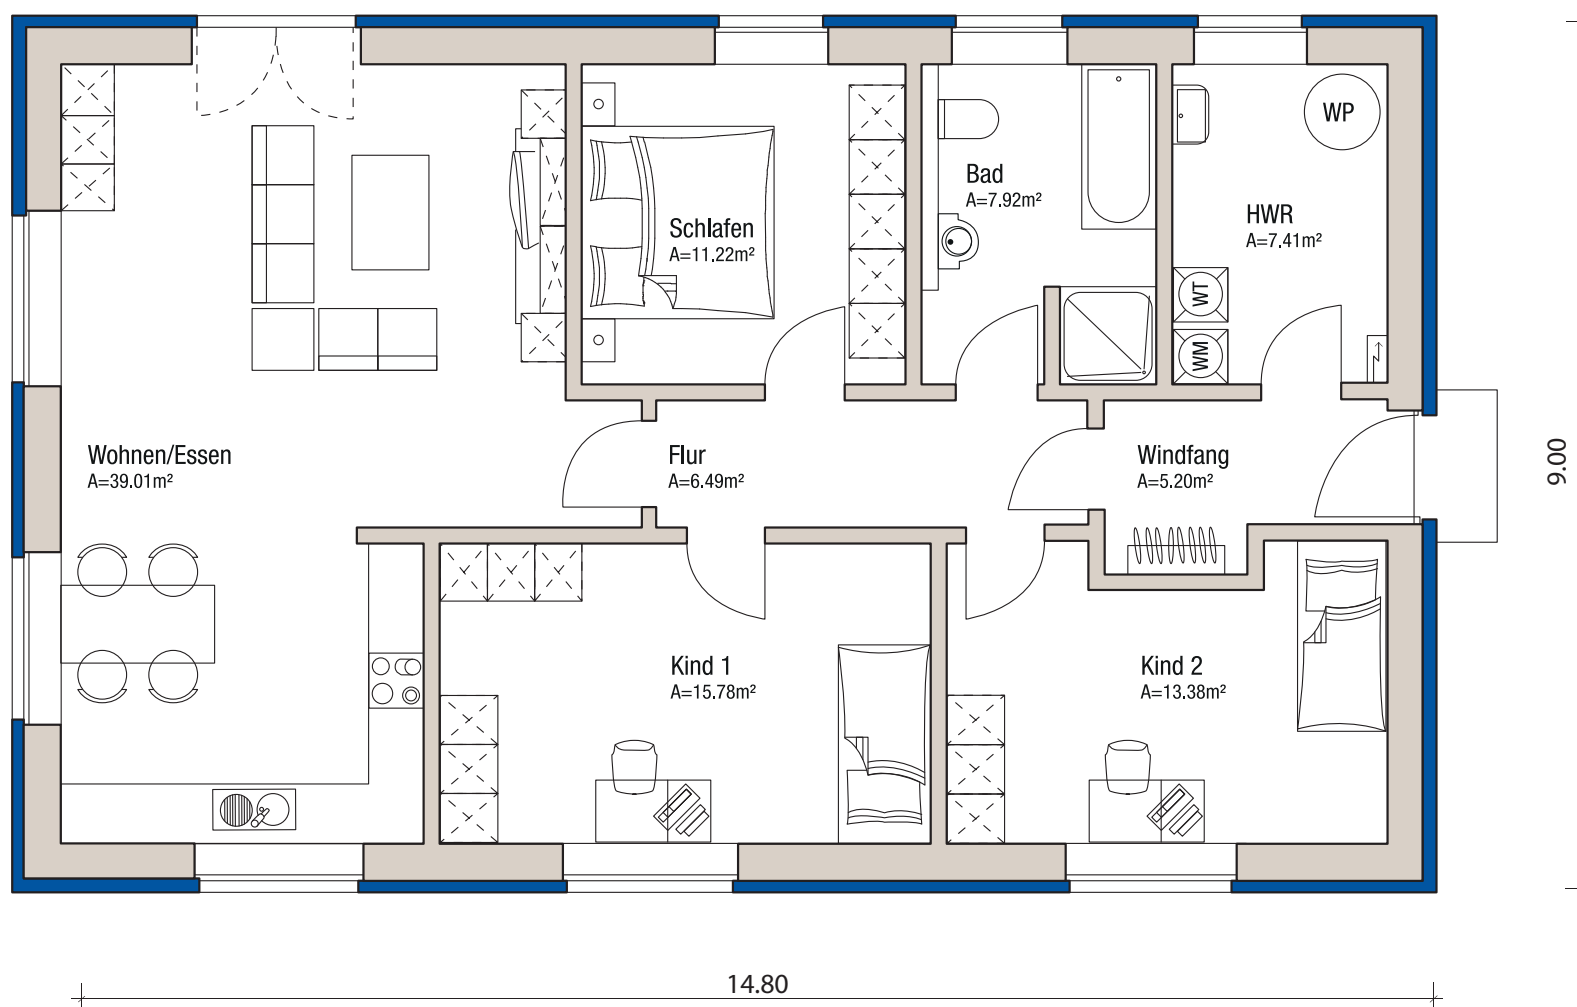 WP
Bad
A=7.92m²
HWR
A=7.41m²
Schlafen
A=11.22m²
WT
WM
Wohnen/Essen
A=39.01m²
Flur
A=6.49m²
Windfang
A=5.20m²
9.00
Kind 1
A=15.78m²
Kind 2
A=13.38m²
14.80